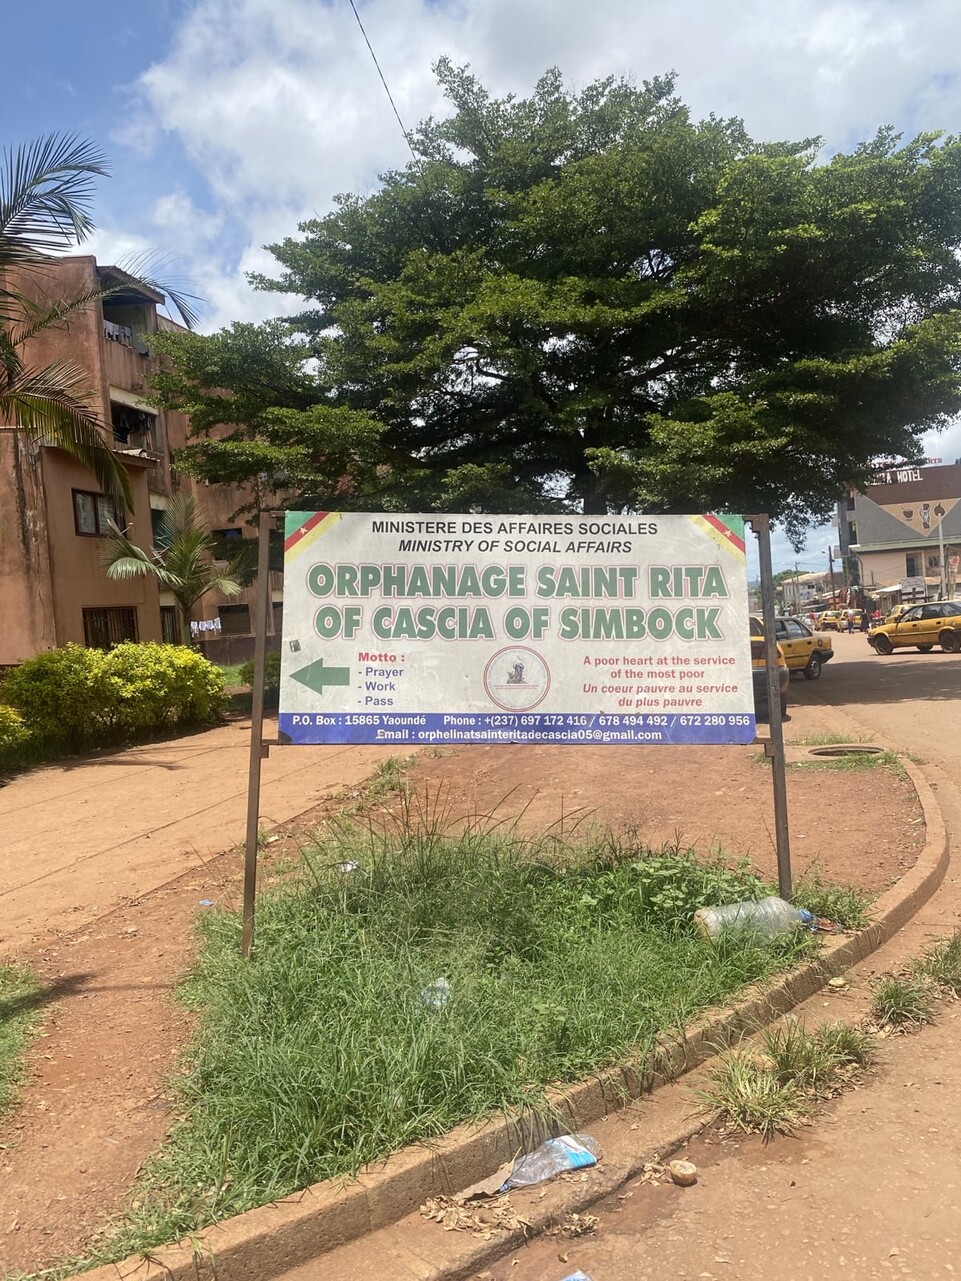 MINISTERE DES AFFAIRES SOCIALES
MINISTRY OF SOCIAL AFFAIRS
ORPHANAGE SAINT RITA
OF CASCIA OF SIMBOCK
Motto :
- Prayer
- Work
- Pass
A poor heart at the service
of the most poor
Un coeur pauvre au service
du plus pauvre
P.O. Box : 15865 Yaoundé Phone : +(237) 697 172 416 / 678 494 492 / 672 280 956
Email : orphelinatsainteritadecascia05@gmail.com
HOTEL